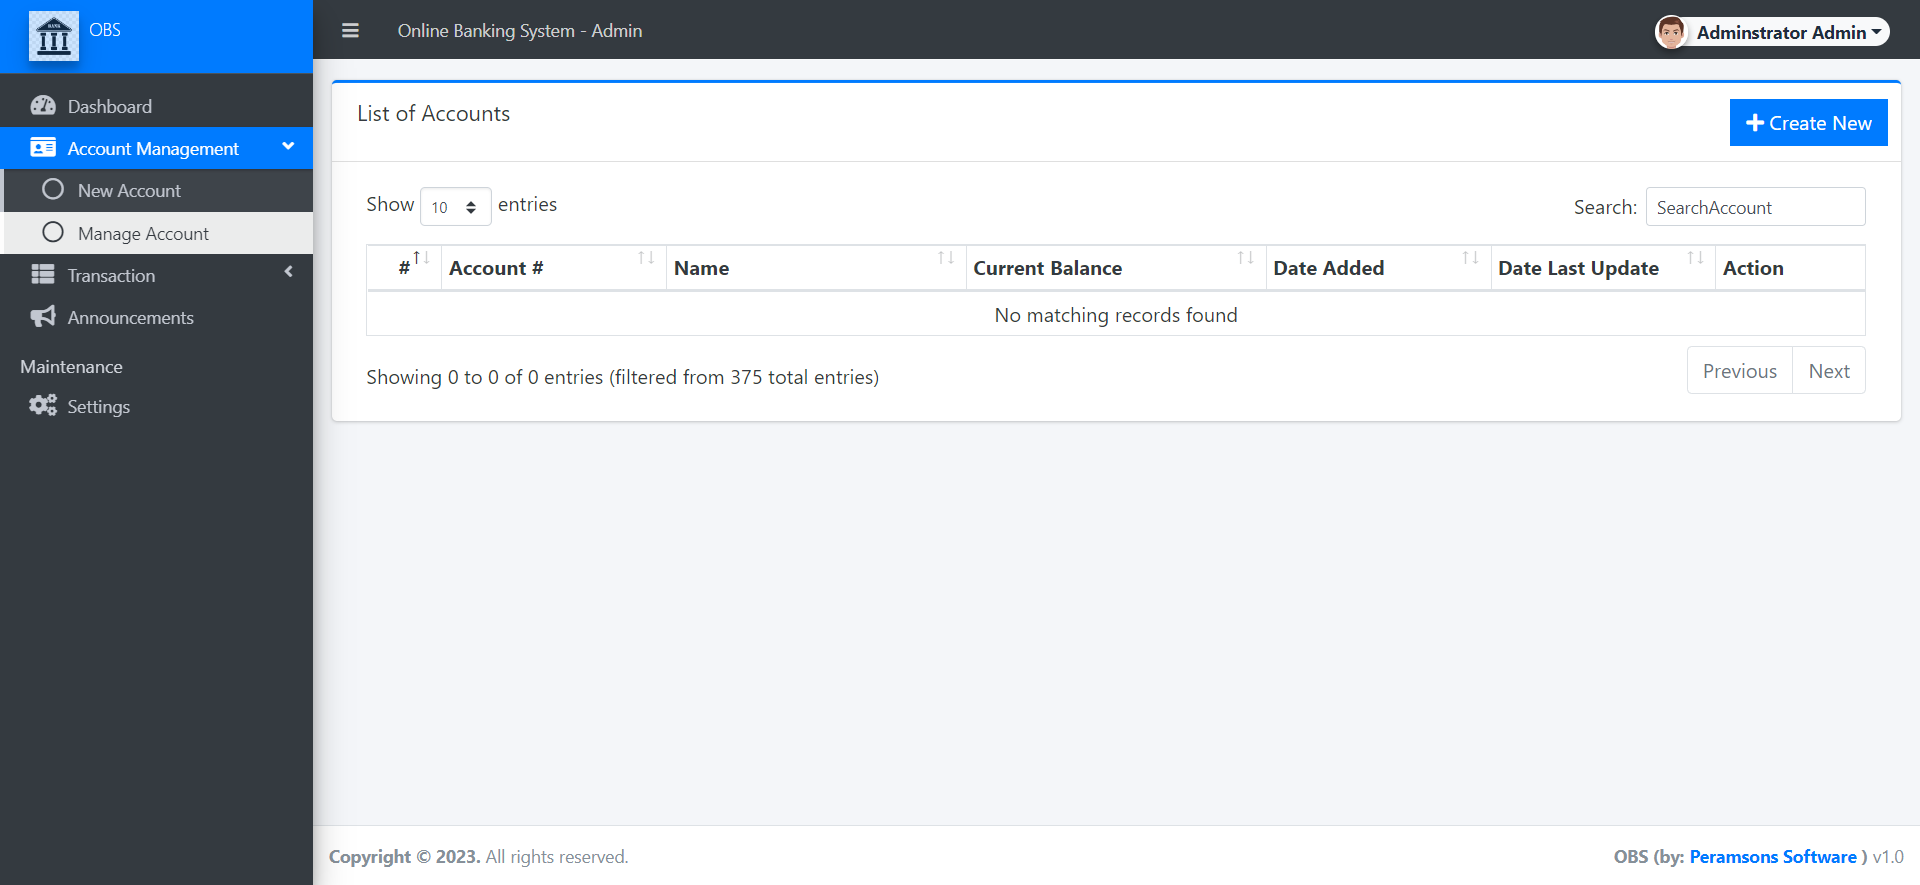 OBS
Online Banking System - Admin
Adminstrator Admin
Dashboard
Account Management
New Account
Manage Account
Transaction
Announcements
Maintenance
Settings
List of Accounts
Create New
Show 10 entries
Search: SearchAccount
# Account # Name Current Balance Date Added Date Last Update Action
No matching records found
Showing 0 to 0 of 0 entries (filtered from 375 total entries)
Previous Next
Copyright © 2023. All rights reserved.
OBS (by: Peramsons Software ) v1.0